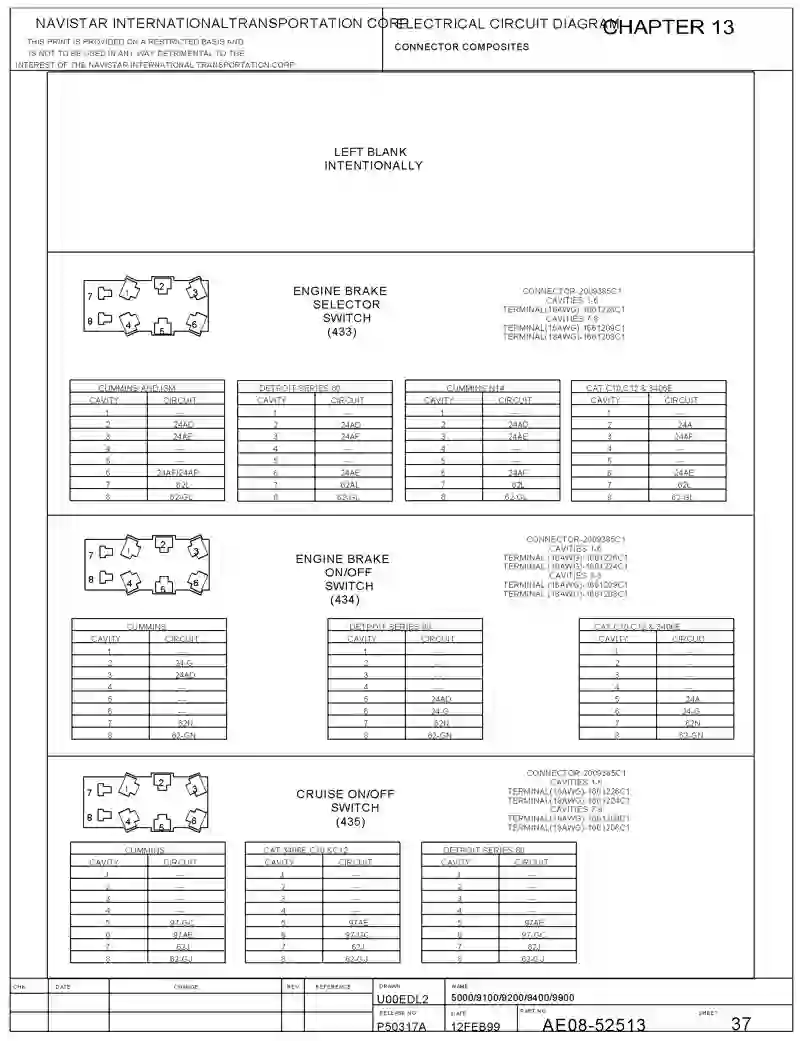 NAVISTAR INTERNATIONALTRANSPORTATION CORP
THIS PRINT IS PROVIDED ON A RESTRICTED BASIS AND
IS NOT TO BE USED IN ANY WAY DETRIMENTAL TO THE
INTEREST OF THE NAVISTAR INTERNATIONAL TRANSPORTATION CORP
ELECTRICAL CIRCUIT DIAGRAM
CHAPTER 13
CONNECTOR COMPOSITES
LEFT BLANK
INTENTIONALLY
7 1 2 3
8 4 5 6
ENGINE BRAKE
SELECTOR
SWITCH
(433)
CONNECTOR-2009385C1
CAVITIES 1-6
CAVITIES 7-8
TERMINAL(16AWG)-1661209C1
TERMINAL(18AWG)-1661208C1
CUMMINS AND ISM
CAVITY CIRCUIT
1 —
2 24AD
3 24AE
4 —
5 —
6 24AF/24AP
7 62L
8 62-GL
DETROIT SERIES 60
CAVITY CIRCUIT
1 —
2 24AD
3 24AF
4 —
5 —
6 24AE
7 62AL
8 62-GL
CUMMINS N14
CAVITY CIRCUIT
1 —
2 24AD
3 24AE
4 —
5 —
6 24AF
7 62L
8 62-GL
CAT C10,C12 & 3406E
CAVITY CIRCUIT
1 —
2 24A
3 24AF
4 —
5 —
6 24AE
7 62L
8 62-GL
7 1 2 3
8 4 5 6
ENGINE BRAKE
ON/OFF
SWITCH
(434)
CONNECTOR-2009385C1
CAVITIES 1-6
TERMINAL (16AWG)-1661226C1
TERMINAL (18AWG)-1661224C1
TERMINAL (16AWG)-1661209C1
TERMINAL (18AWG)-1661208C1
CUMMINS
CAVITY CIRCUIT
1 —
2 24-G
3 24AD
4 —
5 —
6 —
7 62N
8 62-GN
DETROIT SERIES 60
CAVITY CIRCUIT
1 —
2 —
3 —
4 —
5 24AD
6 24-G
7 62N
8 62-GN
CAT C10,C12 & 3406E
CAVITY CIRCUIT
1 —
2 —
3 —
4 —
5 24A
6 24-G
7 62N
8 62-GN
7 1 2 3
8 4 5 6
CRUISE ON/OFF
SWITCH
(435)
CONNECTOR-2009385C1
CAVITIES 1-6
TERMINAL(16AWG)-1661226C1
TERMINAL(18AWG)-1661224C1
CAVITIES 7-8
TERMINAL(16AWG)-1661209C1
TERMINAL(18AWG)-1661208C1
CUMMINS
CAVITY CIRCUIT
1 —
2 —
3 —
4 —
5 97-GC
6 97AE
7 62J
8 62-GJ
CAT 3406E, C10 & C12
CAVITY CIRCUIT
1 —
2 —
3 —
4 —
5 97AE
6 97-GC
7 62J
8 62-GJ
DETROIT SERIES 60
CAVITY CIRCUIT
1 —
2 —
3 —
4 —
5 97AE
6 97-GC
7 62J
8 62-GJ
CHK DATE CHANGE REV REFERENCE
DRAWN
U00EDL2
NAME
5000/9100/9200/9400/9900
RELEASE NO
P50317A
DATE
12FEB99
PART NO.
AE08-52513
SHEET
37